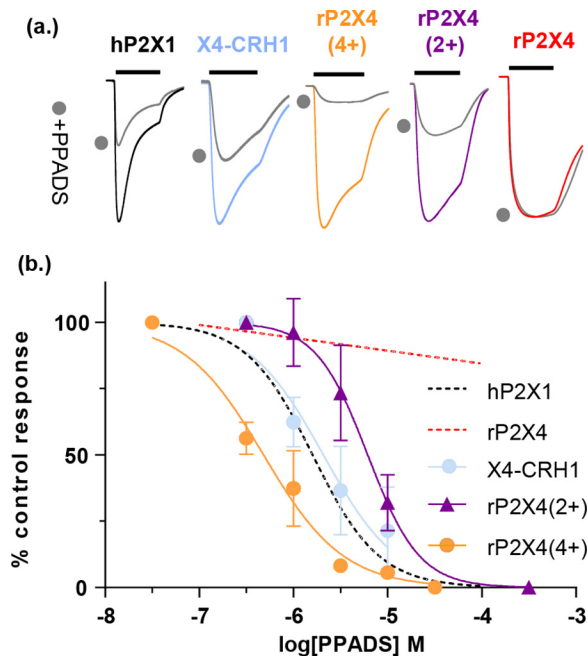 (a.)
hP2X1
X4-CRH1
rP2X4
(4+)
rP2X4
(2+)
rP2X4
+PPADS
(b.)
100
50
0
% control response
-8
-7
-6
-5
-4
-3
log[PPADS] M
hP2X1
rP2X4
X4-CRH1
rP2X4(2+)
rP2X4(4+)